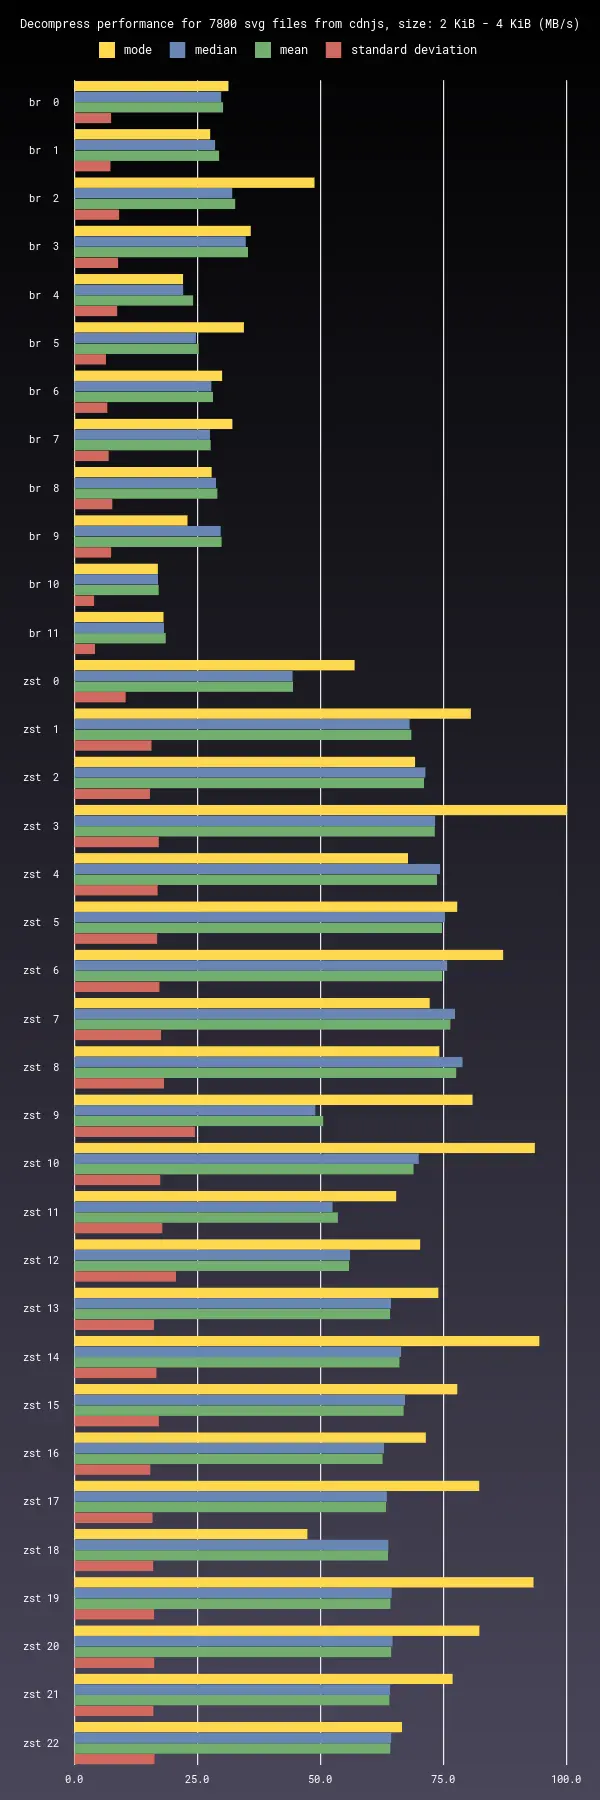 Decompress performance for 7800 svg files from cdnjs, size: 2 KiB - 4 KiB (MB/s)
mode median mean standard deviation
br 0
br 1
br 2
br 3
br 4
br 5
br 6
br 7
br 8
br 9
br 10
br 11
zst 0
zst 1
zst 2
zst 3
zst 4
zst 5
zst 6
zst 7
zst 8
zst 9
zst 10
zst 11
zst 12
zst 13
zst 14
zst 15
zst 16
zst 17
zst 18
zst 19
zst 20
zst 21
zst 22
0.0 25.0 50.0 75.0 100.0